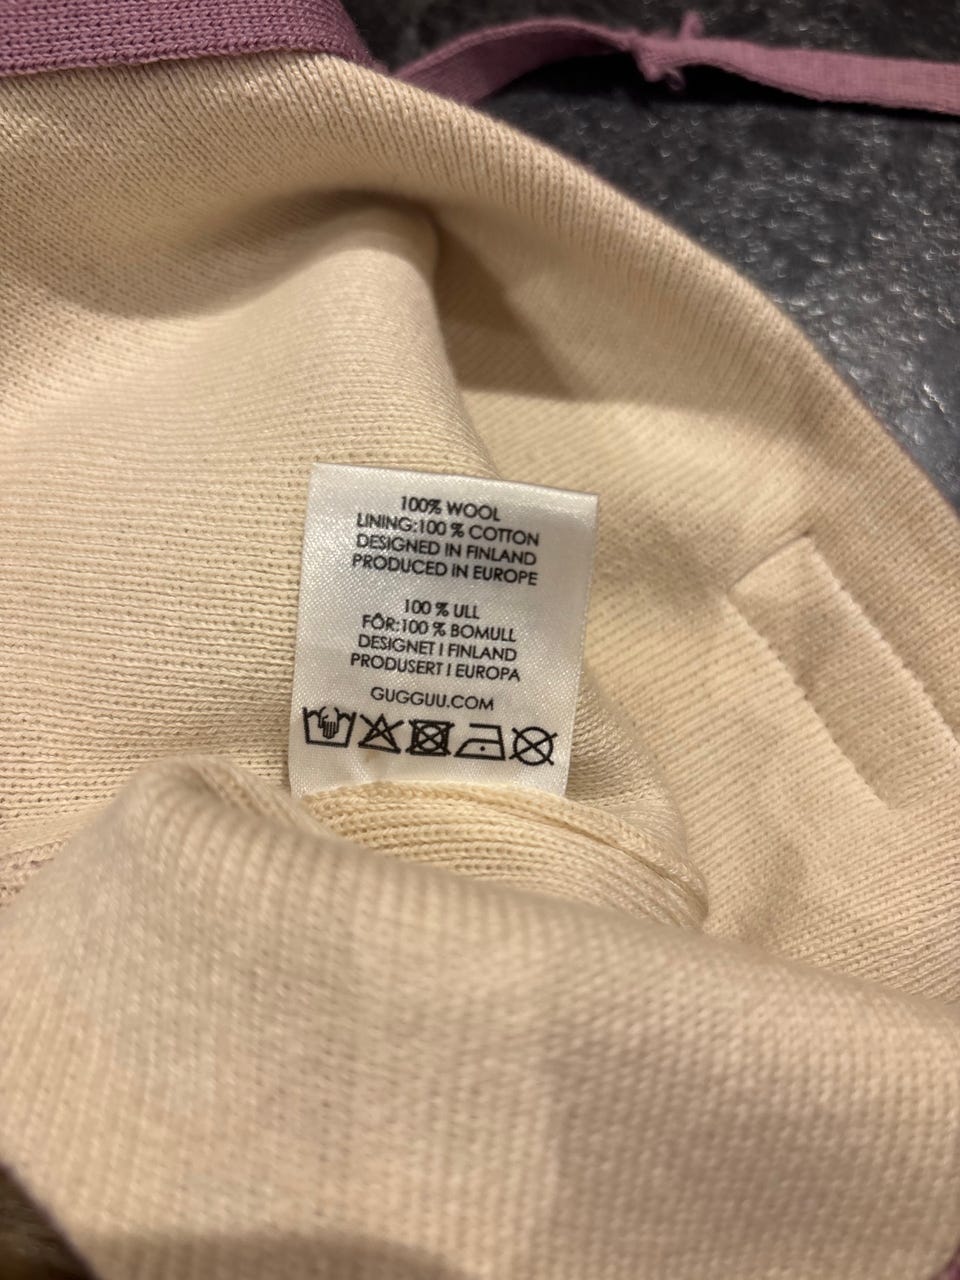 100% WOOL
LINING:100 % COTTON
DESIGNED IN FINLAND
PRODUCED IN EUROPE
100 % ULL
FÔR:100 % BOMULL
DESIGNET I FINLAND
PRODUSERT I EUROPA
GUGGUU.COM